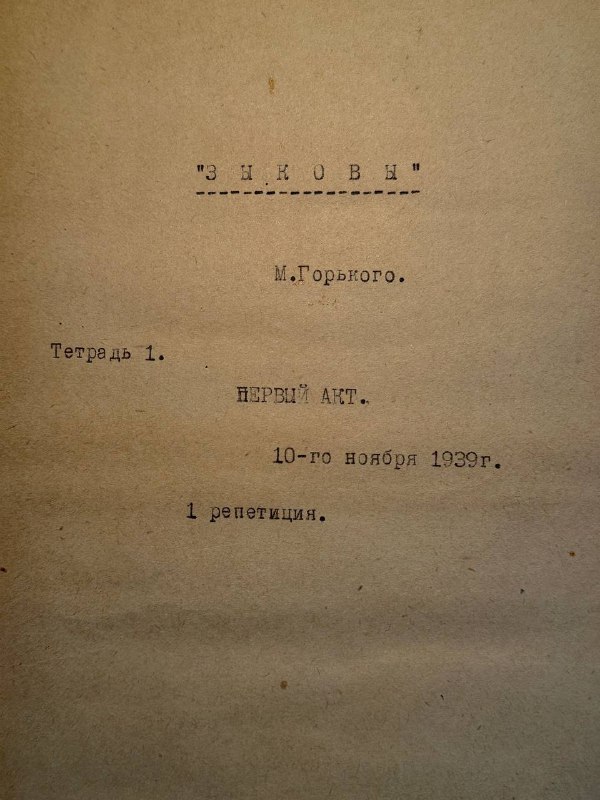 "З Ы К О В Ы"
М.Горького.
Тетрадь 1.
ПЕРВЫЙ АКТ.
10-го ноября 1939г.
1 репетиция.